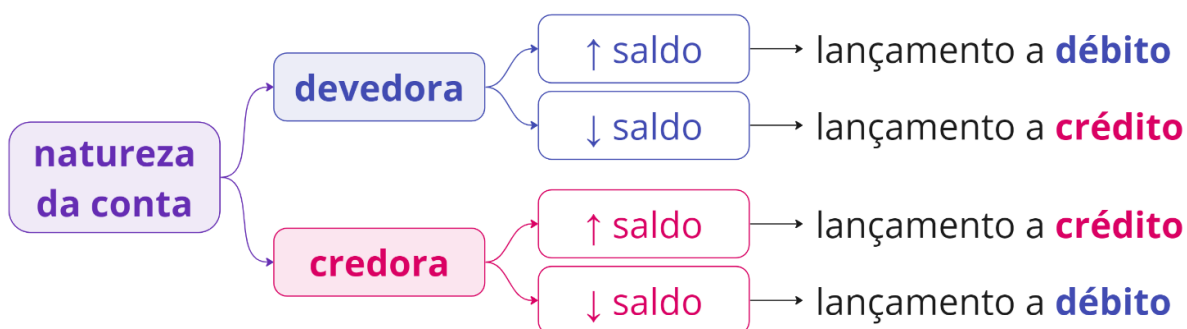 natureza
da conta
devedora
↑ saldo
lançamento a débito
↓ saldo
lançamento a crédito
credora
↑ saldo
lançamento a crédito
↓ saldo
lançamento a débito